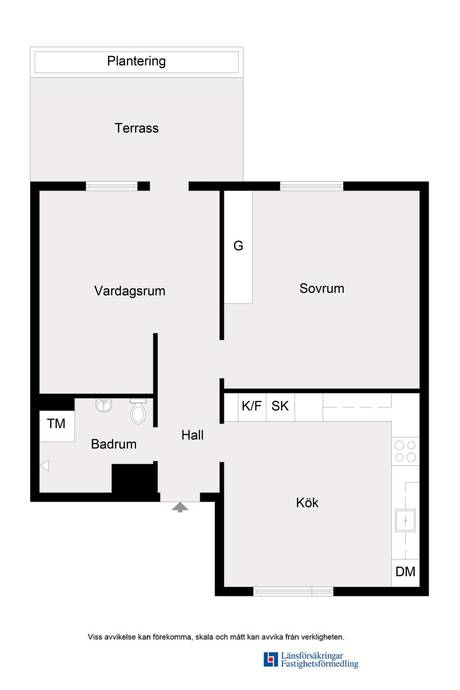 Plantering
Terrass
G
Vardagsrum
Sovrum
K/F SK
TM
Hall
Badrum
Kök
DM
Viss avvikelse kan förekomma, skala och mått kan avvika från verkligheten.
Länsförsäkringar
Fastighetsförmedling